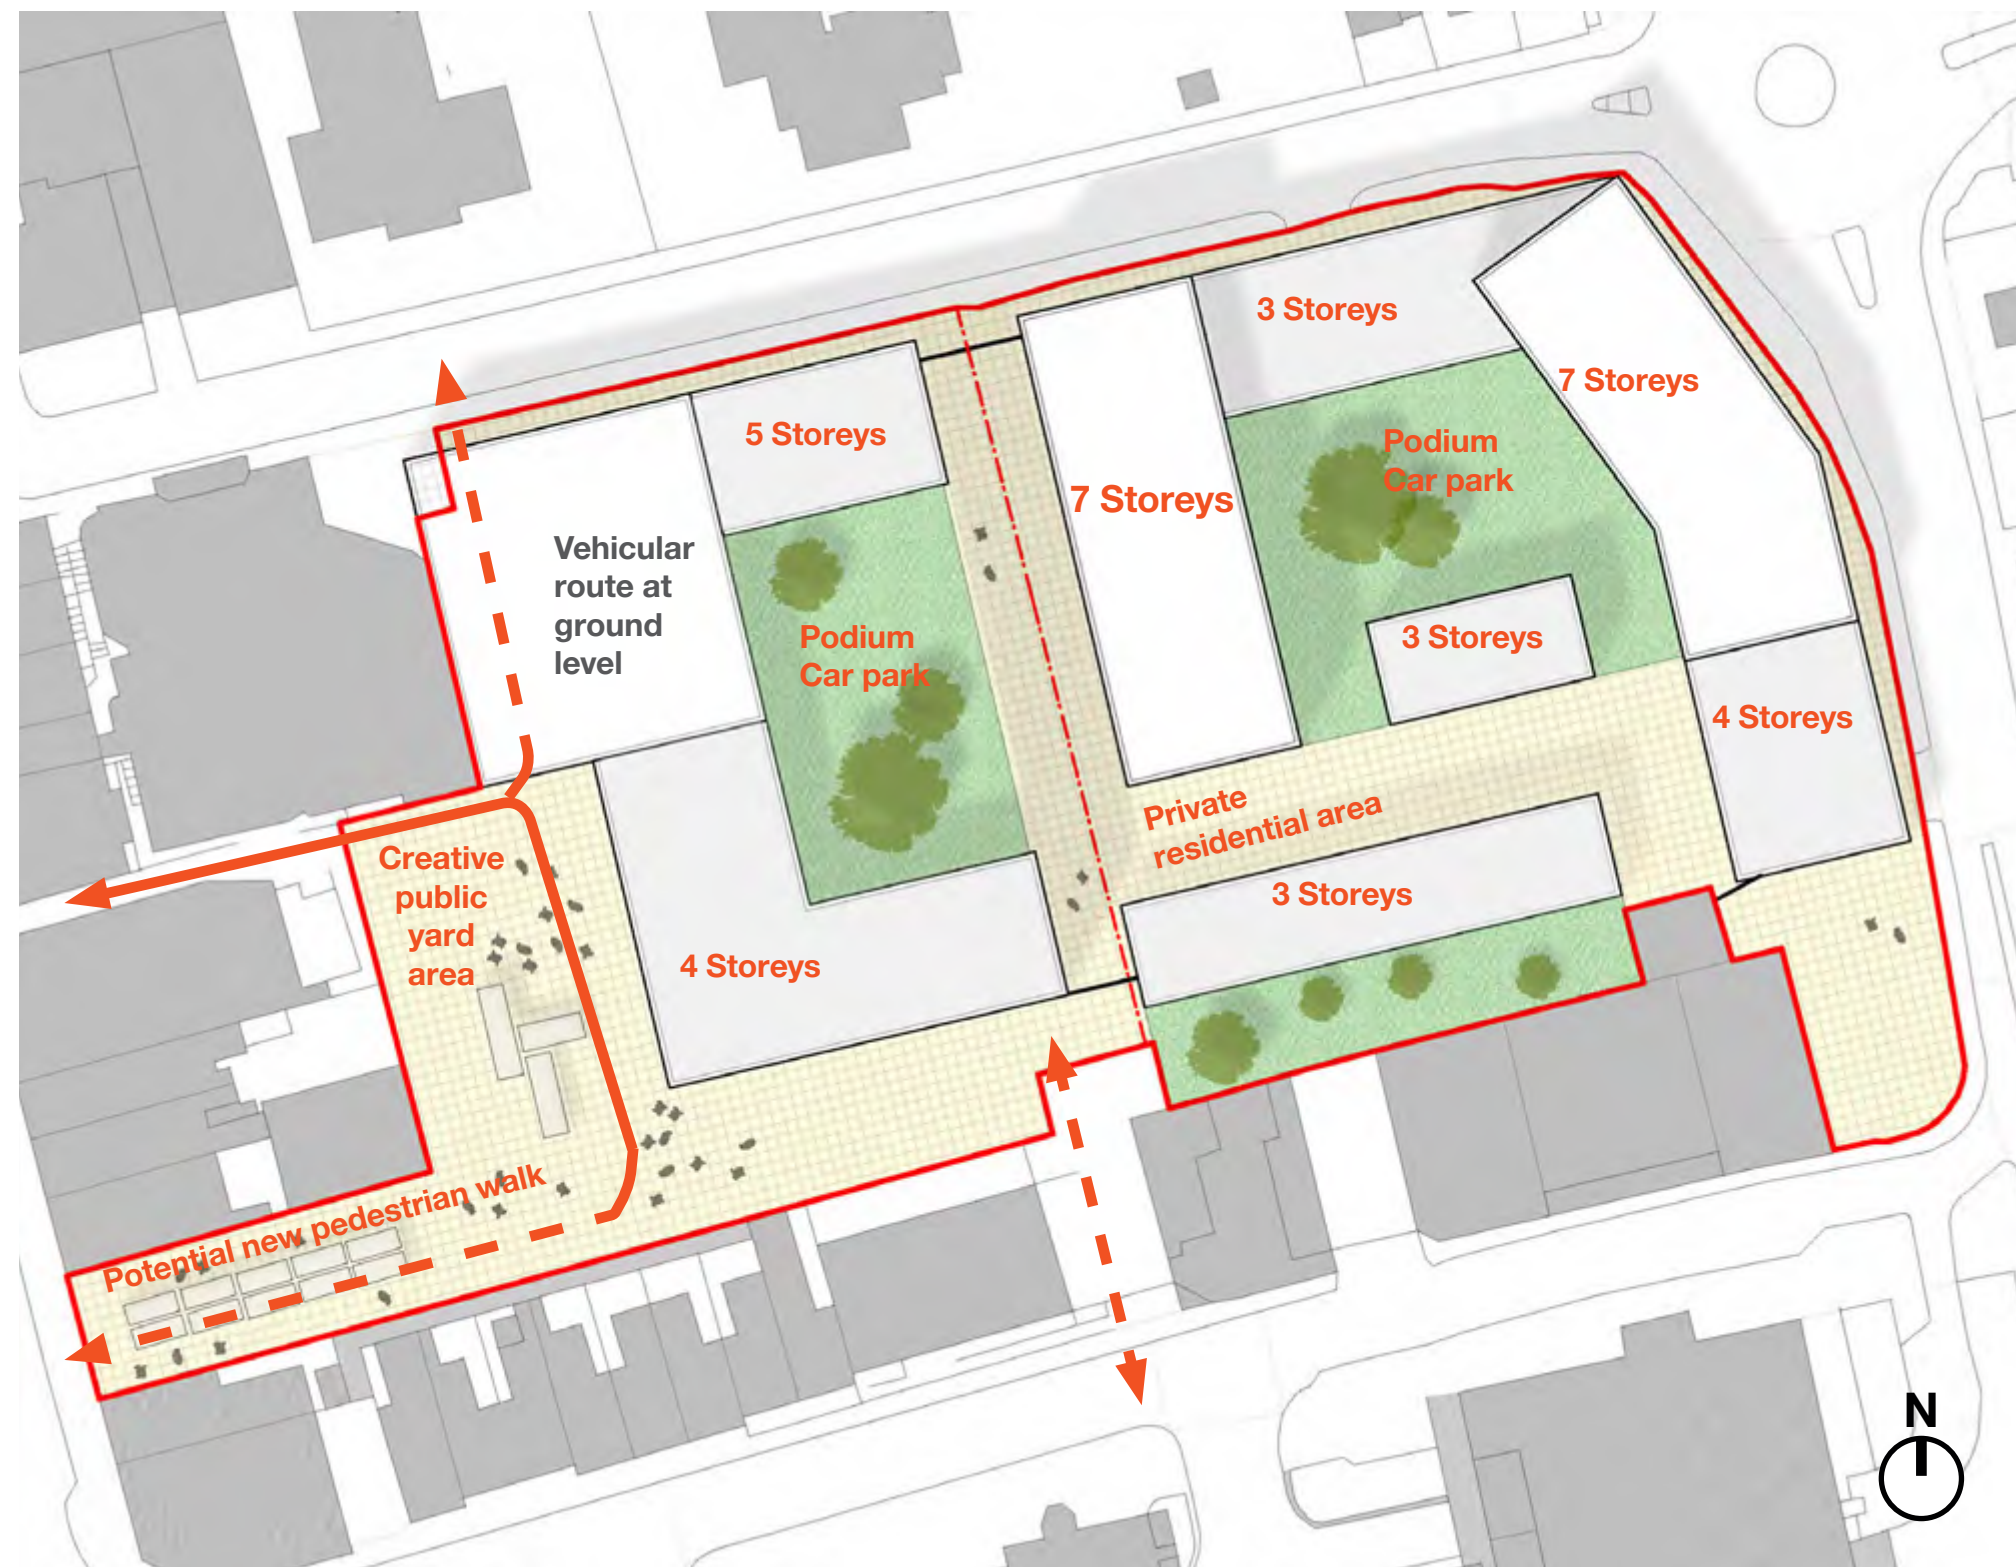 3 Storeys
7 Storeys
5 Storeys
Podium
Car park
7 Storeys
Vehicular
route at
ground
level
Podium
Car park
3 Storeys
4 Storeys
Private
residential area
Creative
public
yard
area
3 Storeys
4 Storeys
Potential new pedestrian walk
N